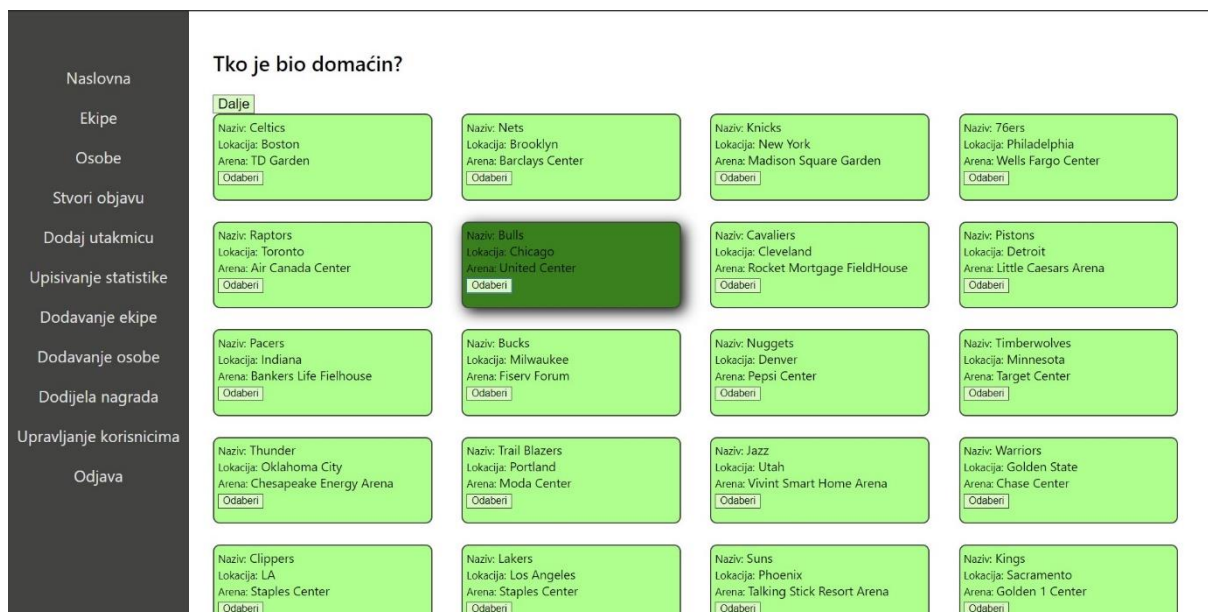 Naslovna
Ekipe
Osobe
Stvori objavu
Dodaj utakmicu
Upisivanje statistike
Dodavanje ekipe
Dodavanje osobe
Dodijela nagrada
Upravljanje korisnicima
Odjava
Tko je bio domaćin?
Dalje
Naziv: Celtics
Lokacija: Boston
Arena: TD Garden
Odaberi
Naziv: Nets
Lokacija: Brooklyn
Arena: Barclays Center
Odaberi
Naziv: Knicks
Lokacija: New York
Arena: Madison Square Garden
Odaberi
Naziv: 76ers
Lokacija: Philadelphia
Arena: Wells Fargo Center
Odaberi
Naziv: Raptors
Lokacija: Toronto
Arena: Air Canada Center
Odaberi
Naziv: Bulls
Lokacija: Chicago
Arena: United Center
Odaberi
Naziv: Cavaliers
Lokacija: Cleveland
Arena: Rocket Mortgage FieldHouse
Odaberi
Naziv: Pistons
Lokacija: Detroit
Arena: Little Caesars Arena
Odaberi
Naziv: Pacers
Lokacija: Indiana
Arena: Bankers Life Fielhouse
Odaberi
Naziv: Bucks
Lokacija: Milwaukee
Arena: Fiserv Forum
Odaberi
Naziv: Nuggets
Lokacija: Denver
Arena: Pepsi Center
Odaberi
Naziv: Timberwolves
Lokacija: Minnesota
Arena: Target Center
Odaberi
Naziv: Thunder
Lokacija: Oklahoma City
Arena: Chesapeake Energy Arena
Odaberi
Naziv: Trail Blazers
Lokacija: Portland
Arena: Moda Center
Odaberi
Naziv: Jazz
Lokacija: Utah
Arena: Vivint Smart Home Arena
Odaberi
Naziv: Warriors
Lokacija: Golden State
Arena: Chase Center
Odaberi
Naziv: Clippers
Lokacija: LA
Arena: Staples Center
Odaberi
Naziv: Lakers
Lokacija: Los Angeles
Arena: Staples Center
Odaberi
Naziv: Suns
Lokacija: Phoenix
Arena: Talking Stick Resort Arena
Odaberi
Naziv: Kings
Lokacija: Sacramento
Arena: Golden 1 Center
Odaberi